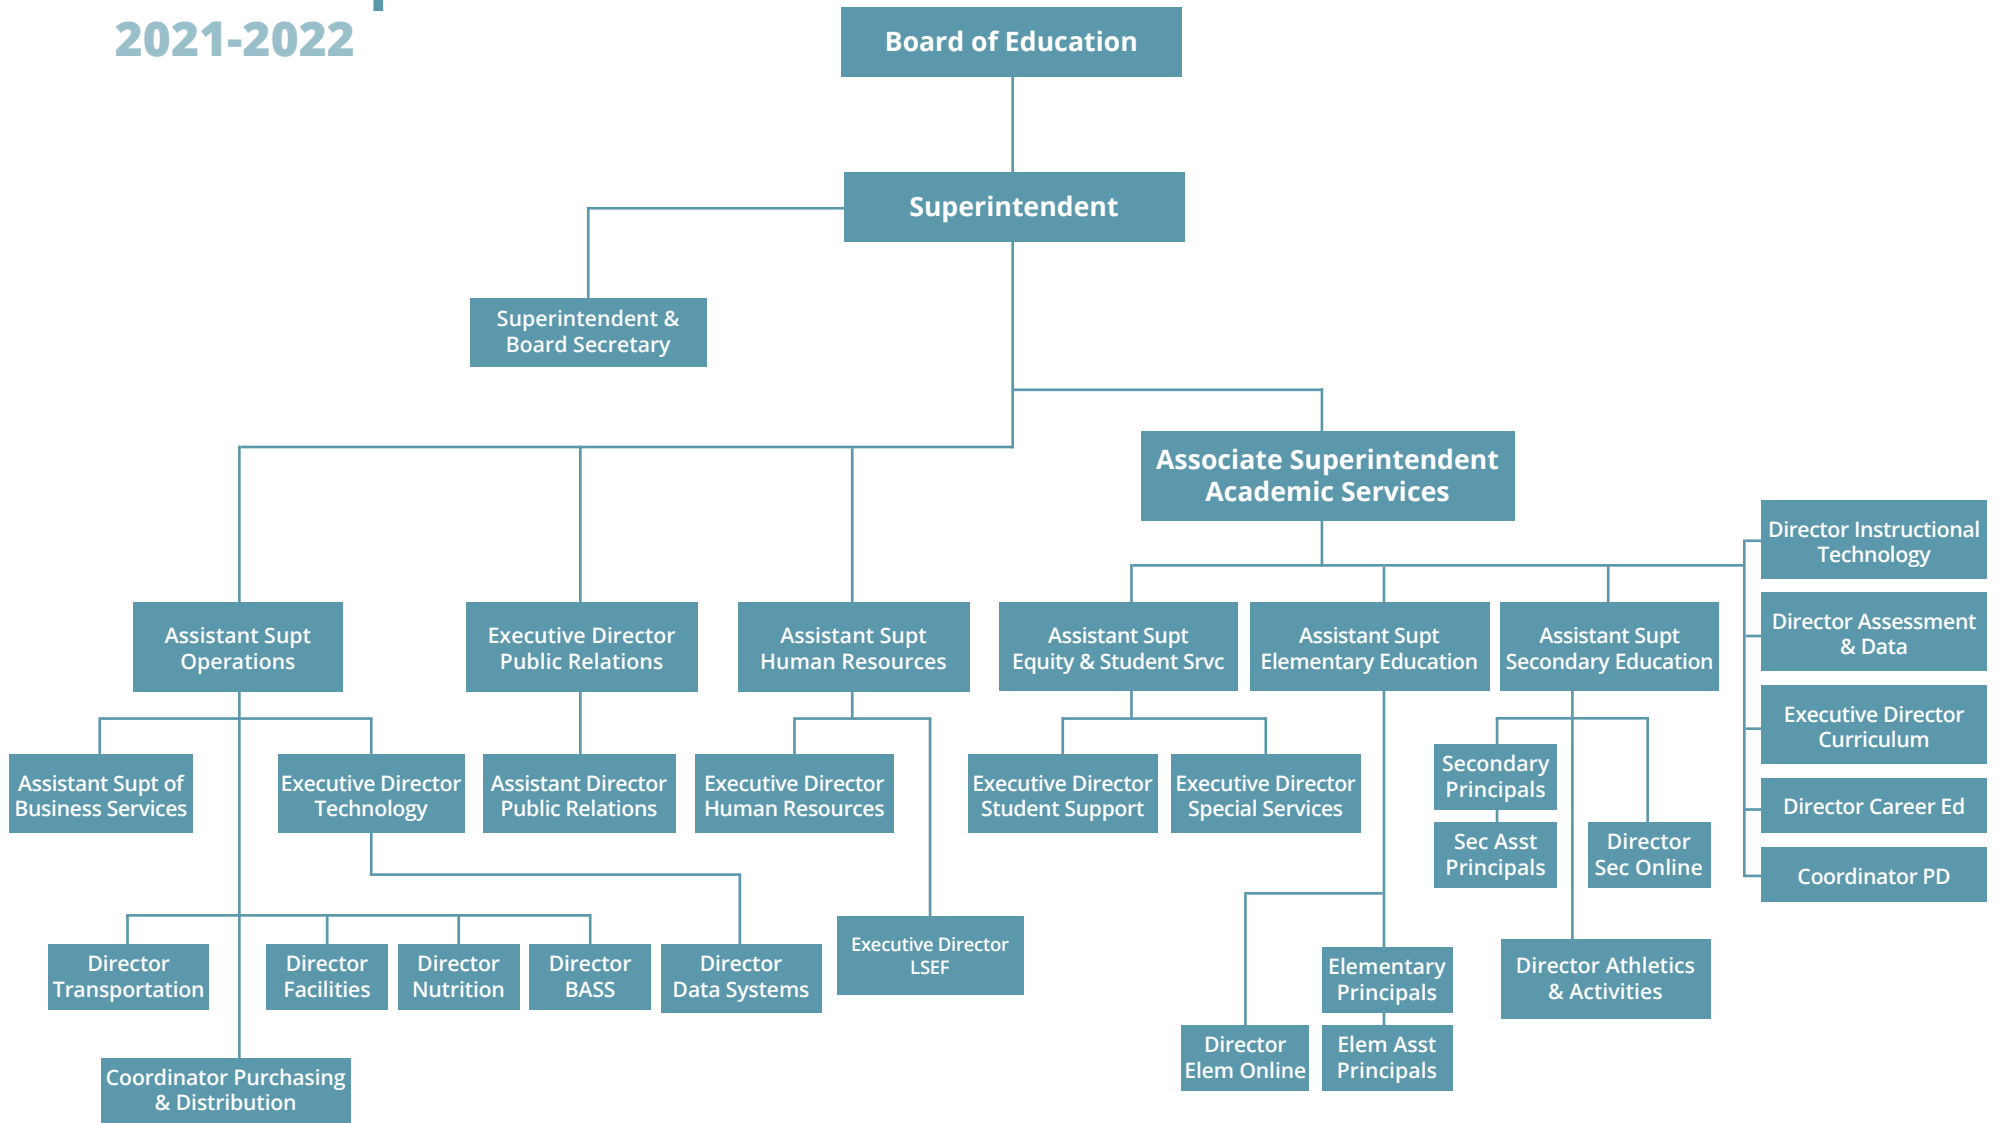 2021-2022
Board of Education
Superintendent
Superintendent &
Board Secretary
Associate Superintendent
Academic Services
Assistant Supt
Operations
Executive Director
Public Relations
Assistant Supt
Human Resources
Assistant Supt
Equity & Student Srvc
Assistant Supt
Elementary Education
Assistant Supt
Secondary Education
Director Instructional
Technology
Director Assessment
& Data
Executive Director
Curriculum
Director Career Ed
Coordinator PD
Assistant Supt of
Business Services
Executive Director
Technology
Assistant Director
Public Relations
Executive Director
Human Resources
Executive Director
Student Support
Executive Director
Special Services
Secondary
Principals
Sec Asst
Principals
Director
Sec Online
Director
Transportation
Director
Facilities
Director
Nutrition
Director
BASS
Director
Data Systems
Executive Director
LSEF
Elementary
Principals
Director Athletics
& Activities
Director
Elem Online
Elem Asst
Principals
Coordinator Purchasing
& Distribution